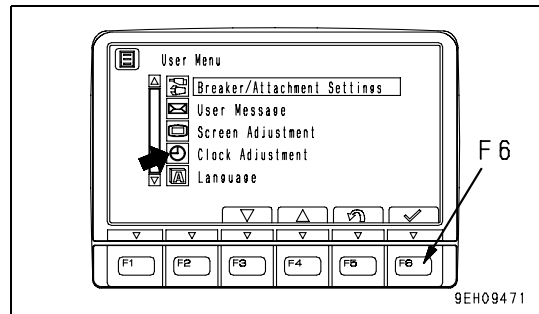 User Menu
Breaker/Attachment Settings
User Message
Screen Adjustment
Clock Adjustment
A Language
F6
F1 F2 F3 F4 F5 F6
9EH09471